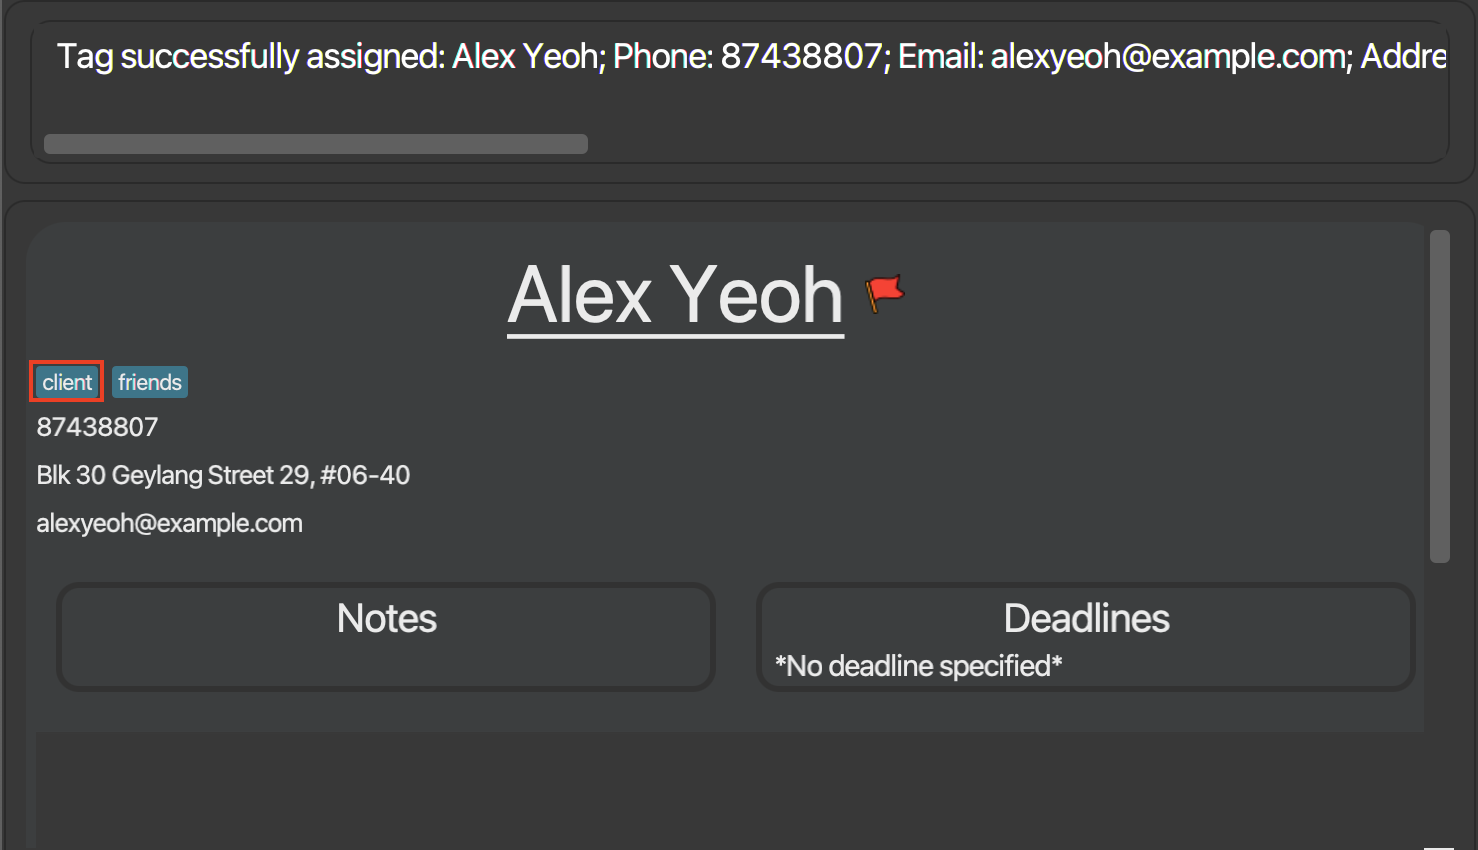 Tag successfully assigned: Alex Yeoh; Phone: 87438807; Email: alexyeoh@example.com; Addre
Alex Yeoh
client friends
87438807
Blk 30 Geylang Street 29, #06-40
alexyeoh@example.com
Notes
Deadlines
*No deadline specified*